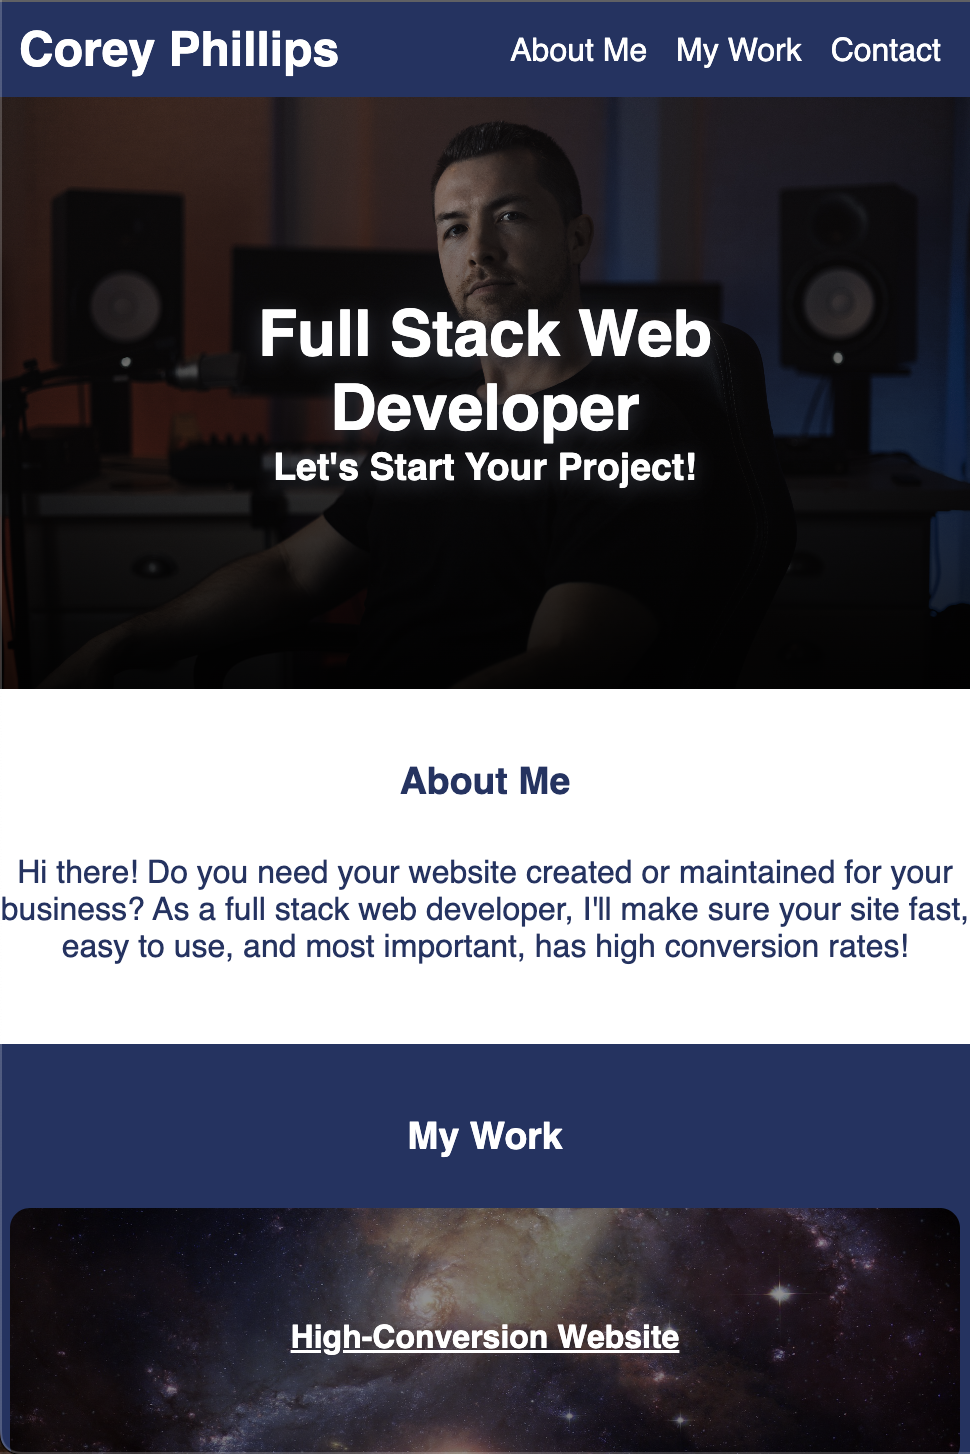 Corey Phillips
About Me My Work Contact
Full Stack Web
Developer
Let's Start Your Project!
About Me
Hi there! Do you need your website created or maintained for your
business? As a full stack web developer, I'll make sure your site fast,
easy to use, and most important, has high conversion rates!
My Work
High-Conversion Website